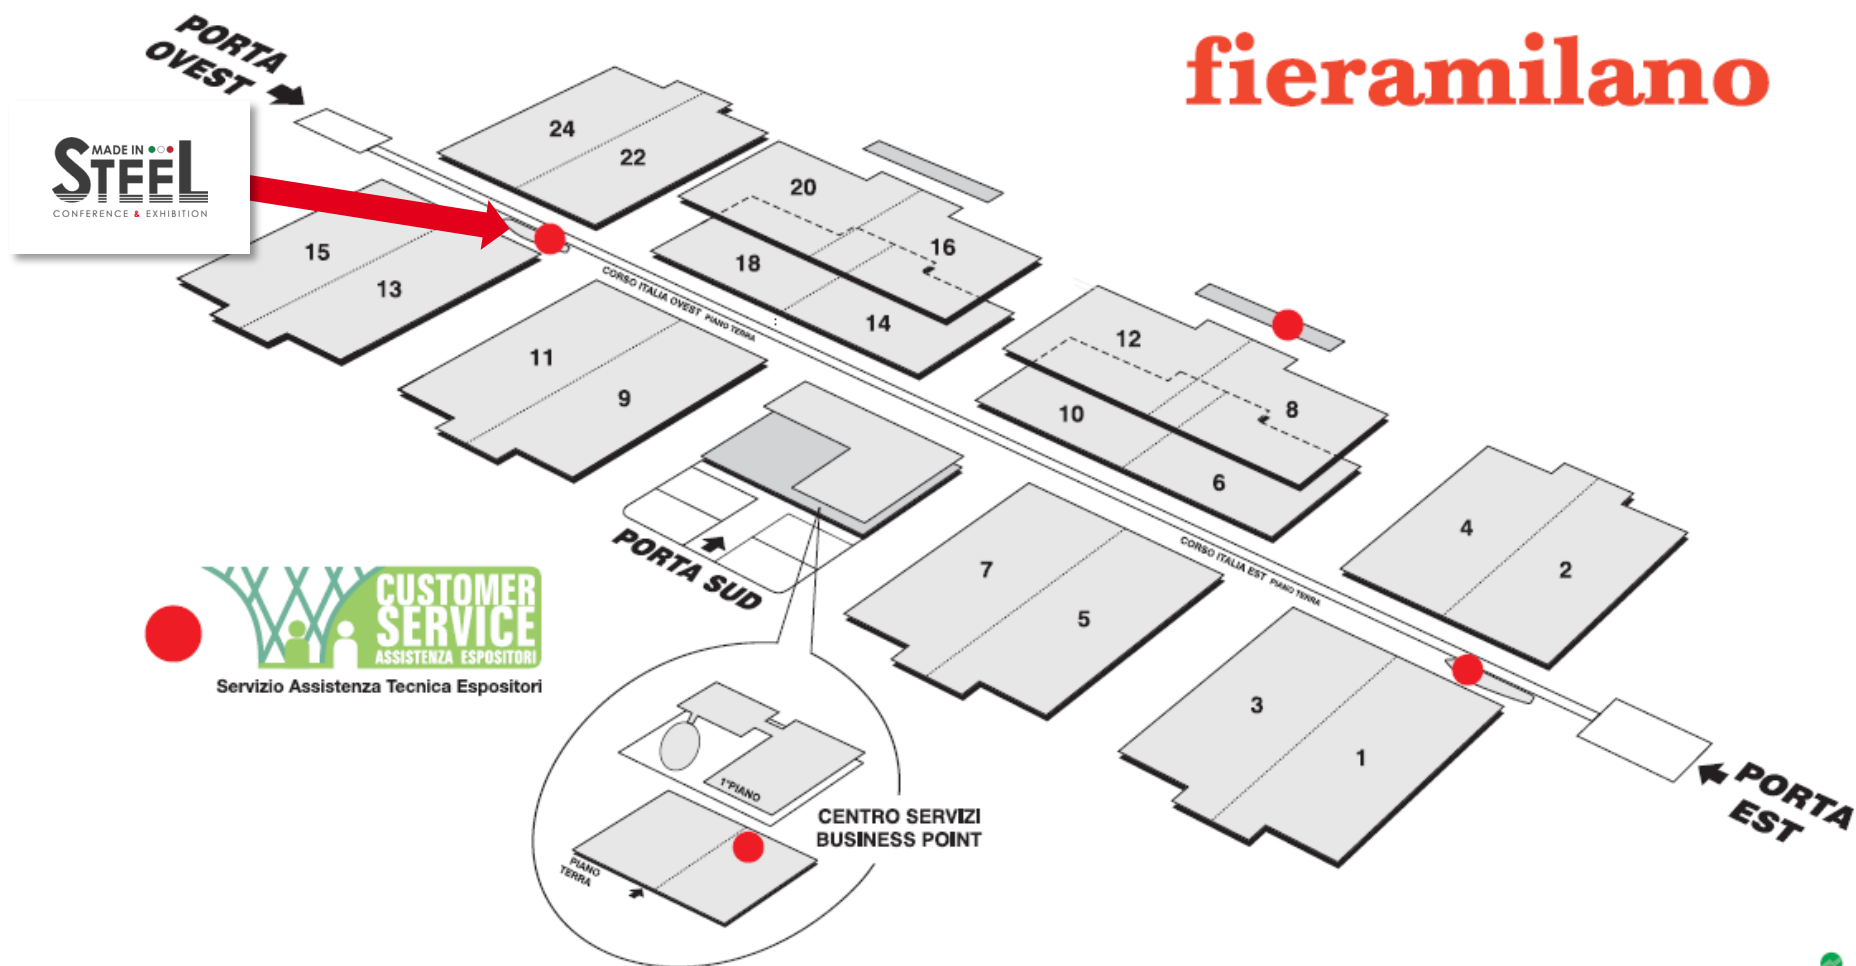 fieramilano
PORTA
OVEST
MADE IN
STEEL
CONFERENCE & EXHIBITION
24
22
20
16
18
14
15
13
11
9
12
8
10
6
4
2
7
5
3
1
CORSO ITALIA OVEST PIANO TERRA
CORSO ITALIA EST PIANO TERRA
PORTA SUD
CUSTOMER
SERVICE
ASSISTENZA ESPOSITORI
Servizio Assistenza Tecnica Espositori
1°PIANO
PIANO
TERRA
CENTRO SERVIZI
BUSINESS POINT
PORTA
EST